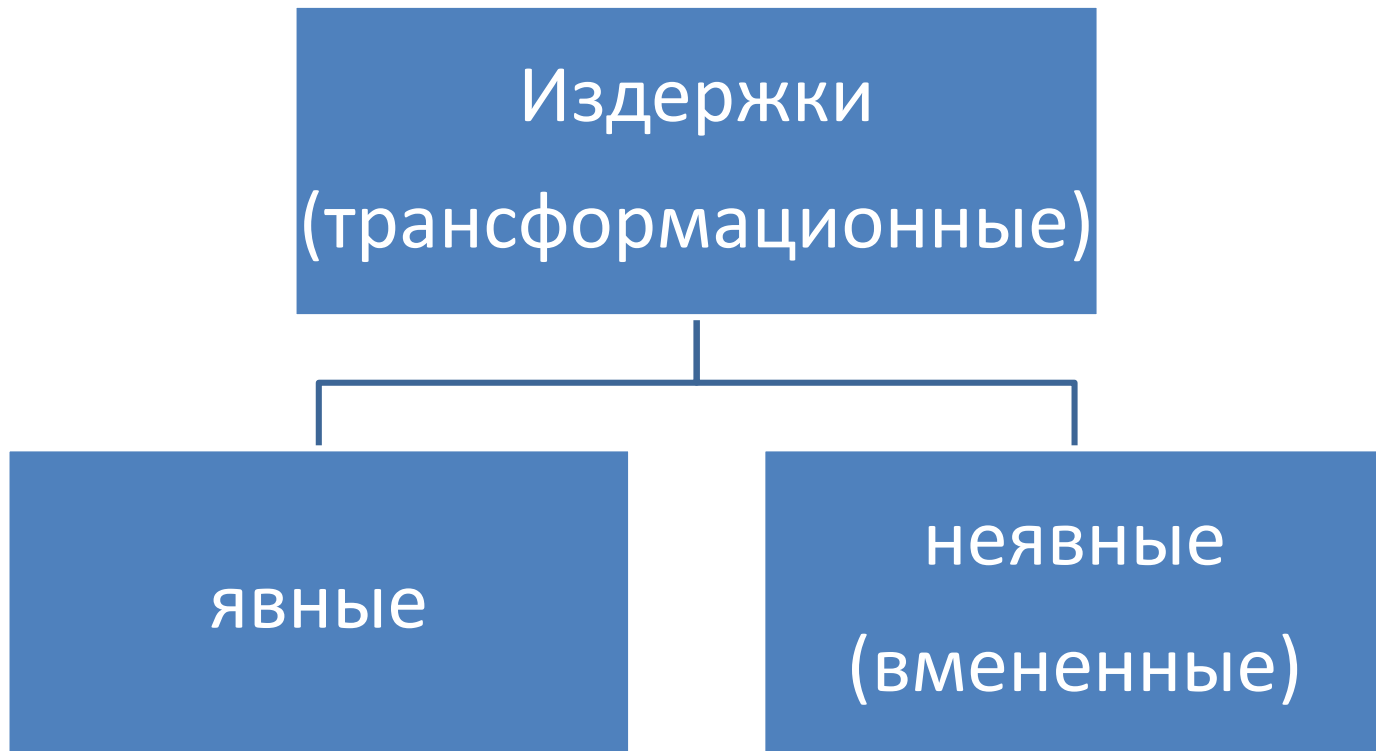 Издержки
(трансформационные)
явные
неявные
(вмененные)